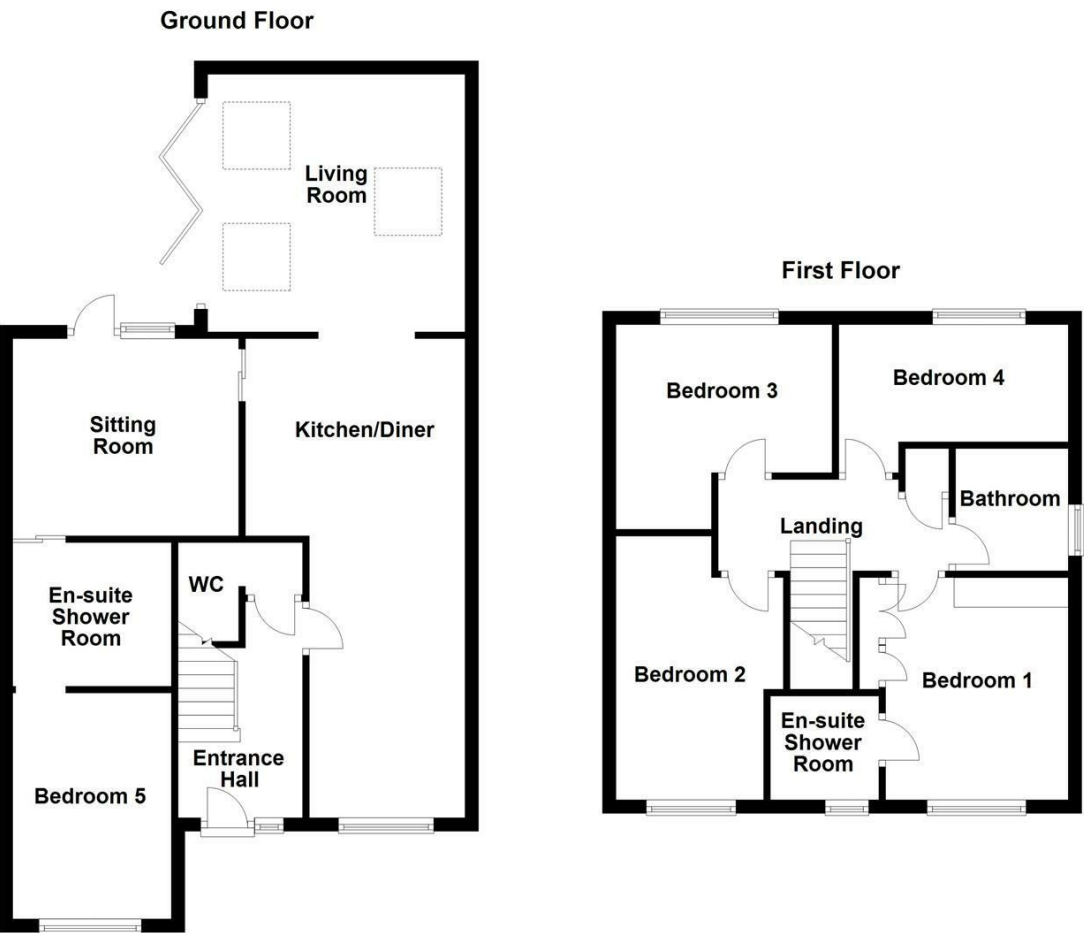 Ground Floor
Living
Room
Sitting
Room
Kitchen/Diner
WC
En-suite
Shower
Room
Entrance
Hall
Bedroom 5
First Floor
Bedroom 3
Bedroom 4
Bathroom
Landing
Bedroom 2
Bedroom 1
En-suite
Shower
Room